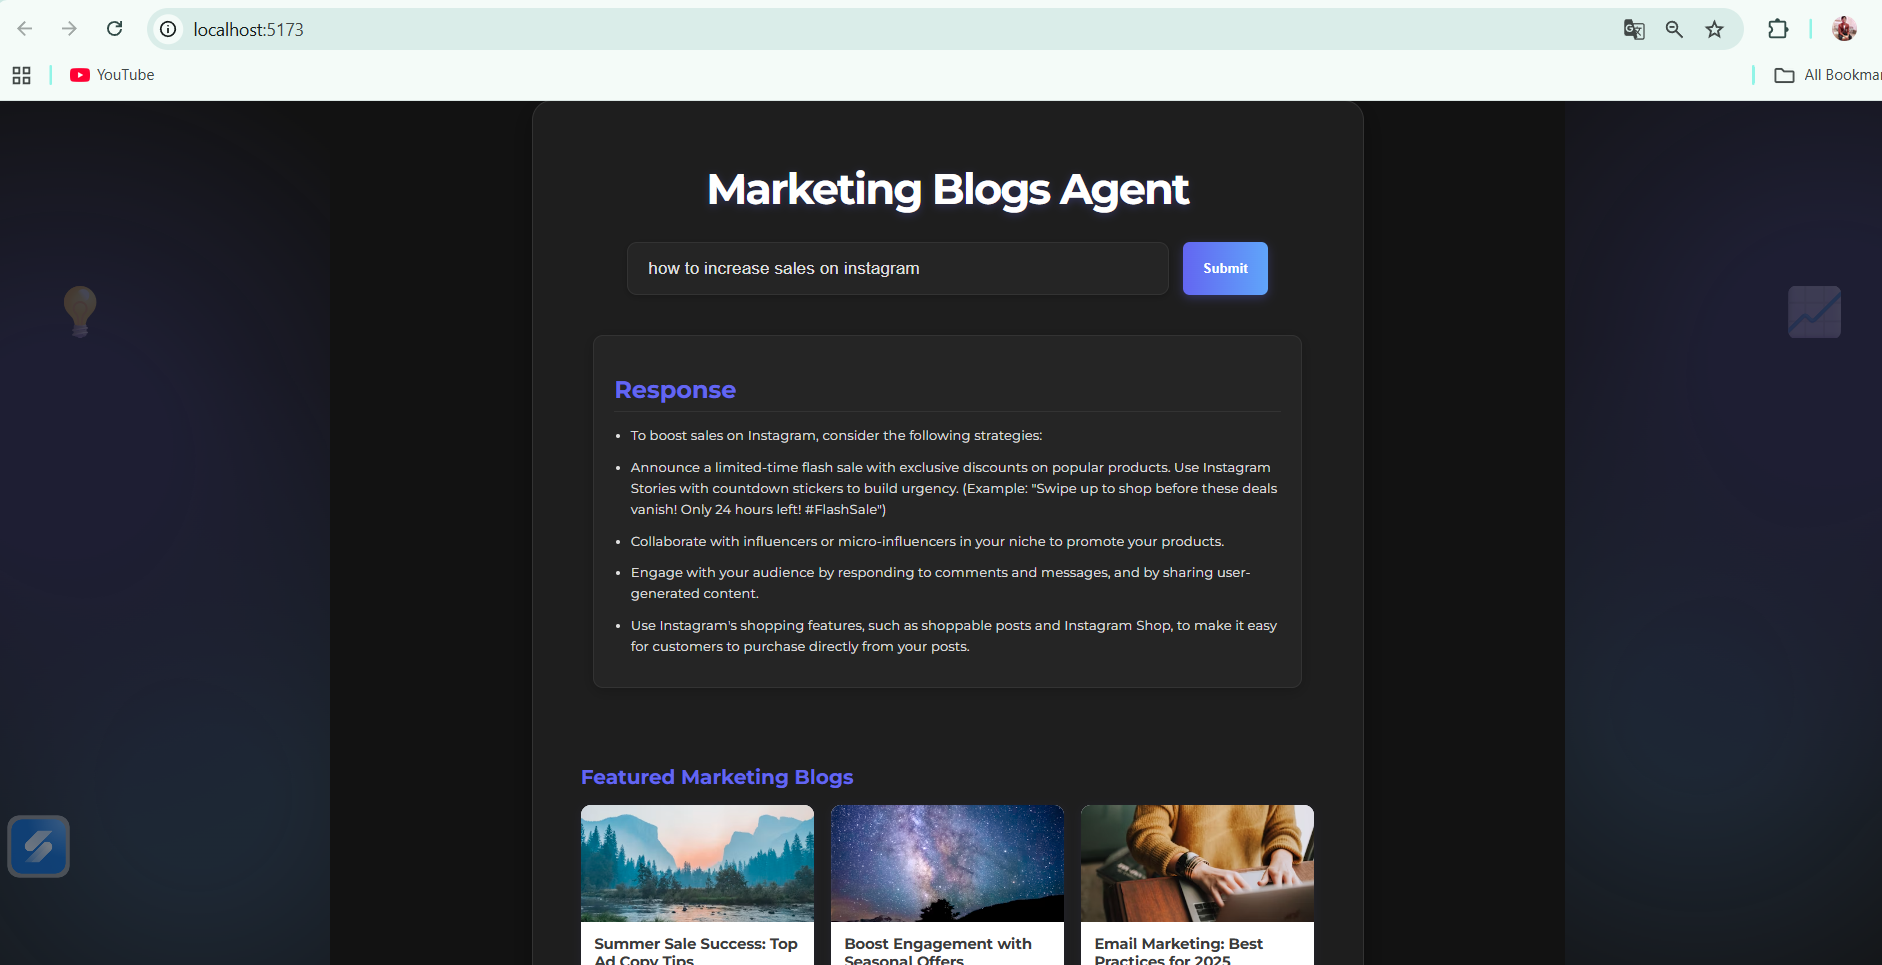 localhost:5173
YouTube
All Bookmar
Marketing Blogs Agent
how to increase sales on instagram
Submit
Response
• To boost sales on Instagram, consider the following strategies:
• Announce a limited-time flash sale with exclusive discounts on popular products. Use Instagram
Stories with countdown stickers to build urgency. (Example: "Swipe up to shop before these deals
vanish! Only 24 hours left! #FlashSale")
• Collaborate with influencers or micro-influencers in your niche to promote your products.
• Engage with your audience by responding to comments and messages, and by sharing user-
generated content.
• Use Instagram's shopping features, such as shoppable posts and Instagram Shop, to make it easy
for customers to purchase directly from your posts.
Featured Marketing Blogs
Summer Sale Success: Top
Ad Copy Tips
Boost Engagement with
Seasonal Offers
Email Marketing: Best
Practices for 2025